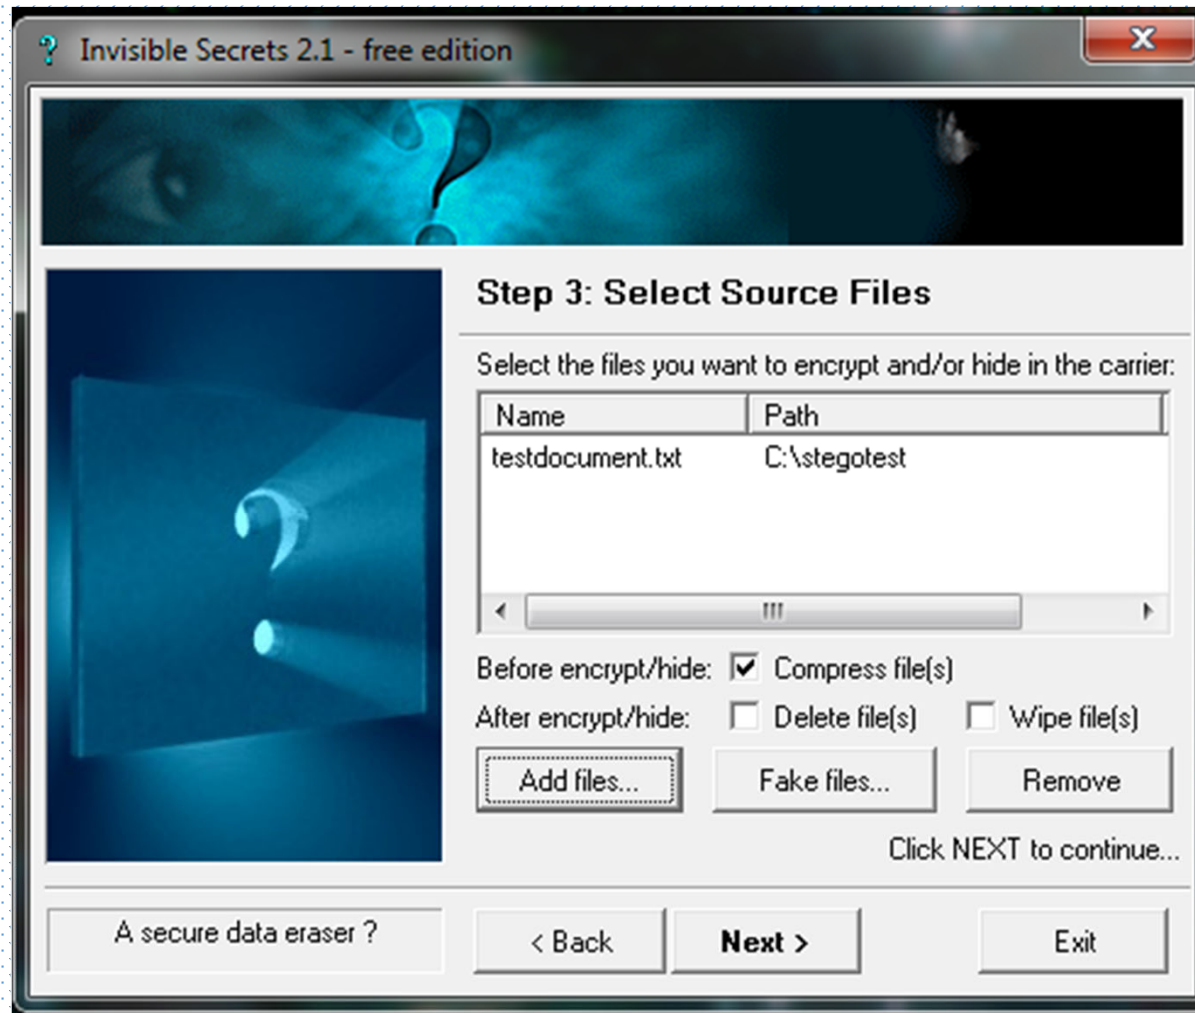 Invisible Secrets 2.1 - free edition
Step 3: Select Source Files
Select the files you want to encrypt and/or hide in the carrier:
Name Path
testdocument.txt C:\stegotest
Before encrypt/hide: Compress file(s)
After encrypt/hide: Delete file(s) Wipe file(s)
Add files... Fake files... Remove
Click NEXT to continue...
A secure data eraser ? < Back Next > Exit